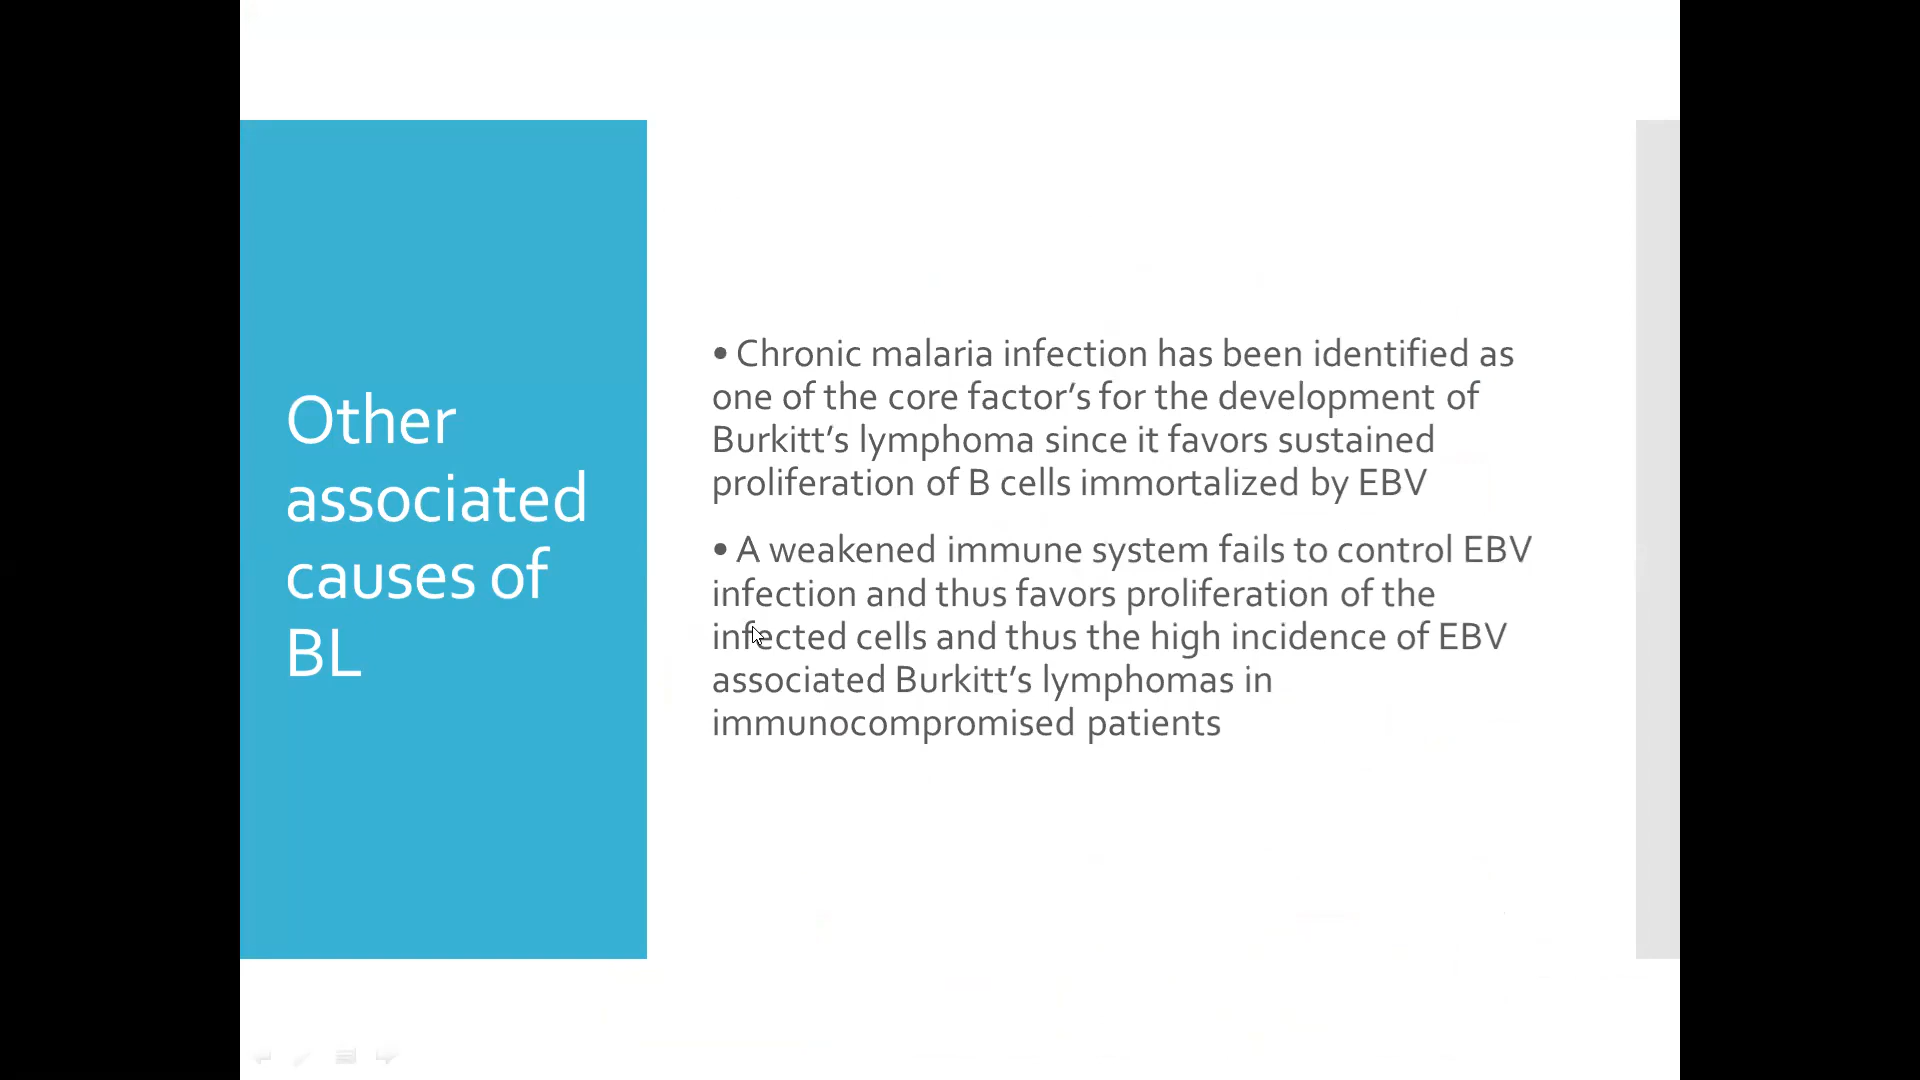 Other
associated
causes of
BL
• Chronic malaria infection has been identified as
one of the core factor’s for the development of
Burkitt’s lymphoma since it favors sustained
proliferation of B cells immortalized by EBV
• A weakened immune system fails to control EBV
infection and thus favors proliferation of the
infected cells and thus the high incidence of EBV
associated Burkitt’s lymphomas in
immunocompromised patients